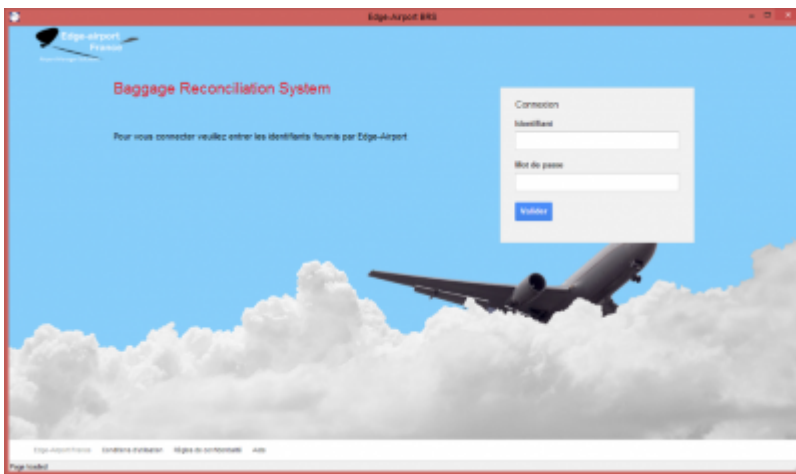 Edge-Airport BRS
Edge-airport
France
Baggage Reconciliation System
Connexion
Identifiant
Pour vous connecter veuillez entrer les identifiants fournis par Edge-Airport
Mot de passe
Valider
Edge-Airport France Conditions d'utilisation Règles de confidentialité Aide
Page loaded